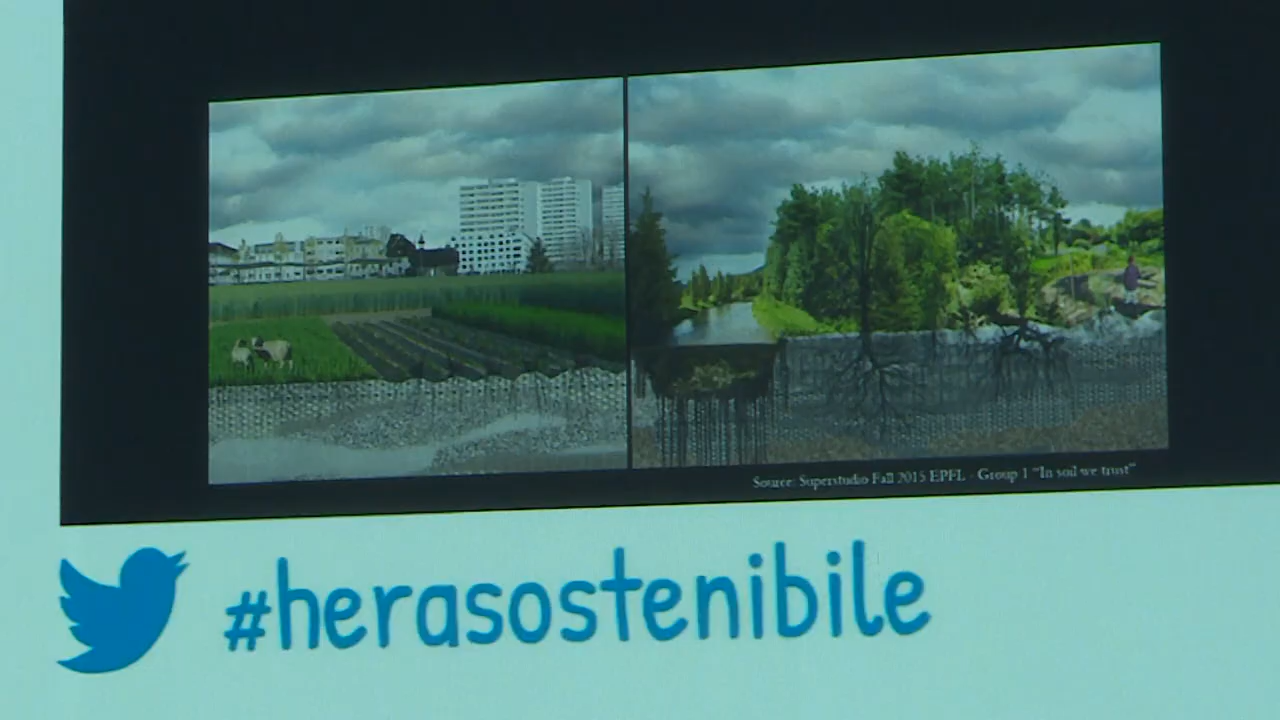 Source: Superstudio Fall 2015 EPFL - Group 1 "In soil we trust"
#herasostenibile